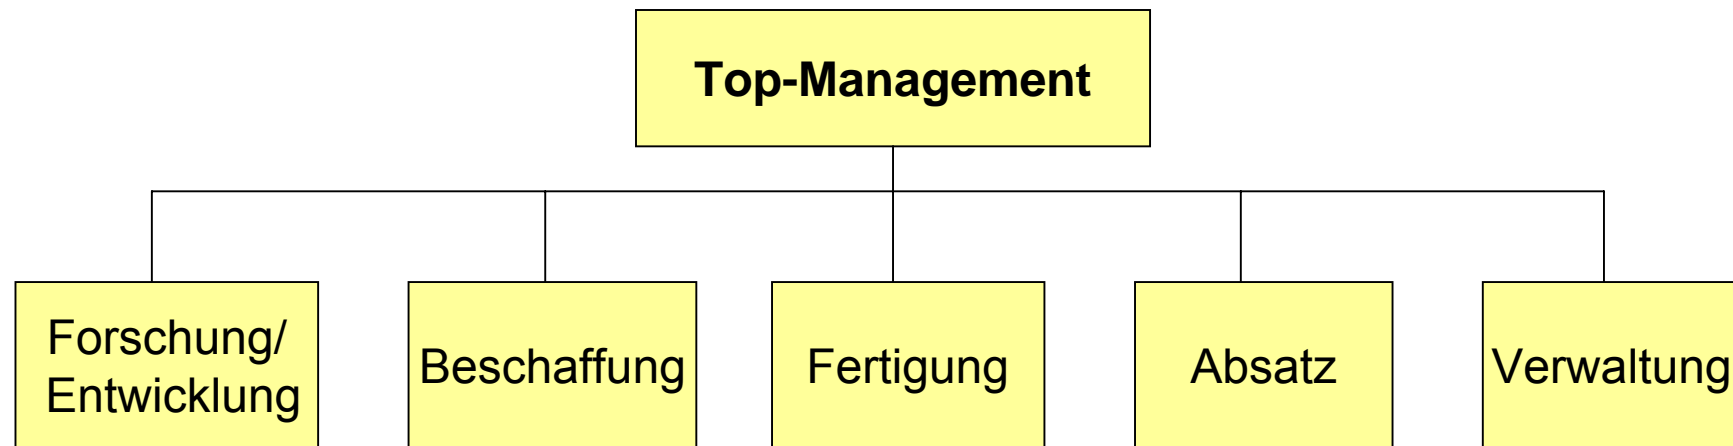 Top-Management
Forschung/
Entwicklung
Beschaffung
Fertigung
Absatz
Verwaltung